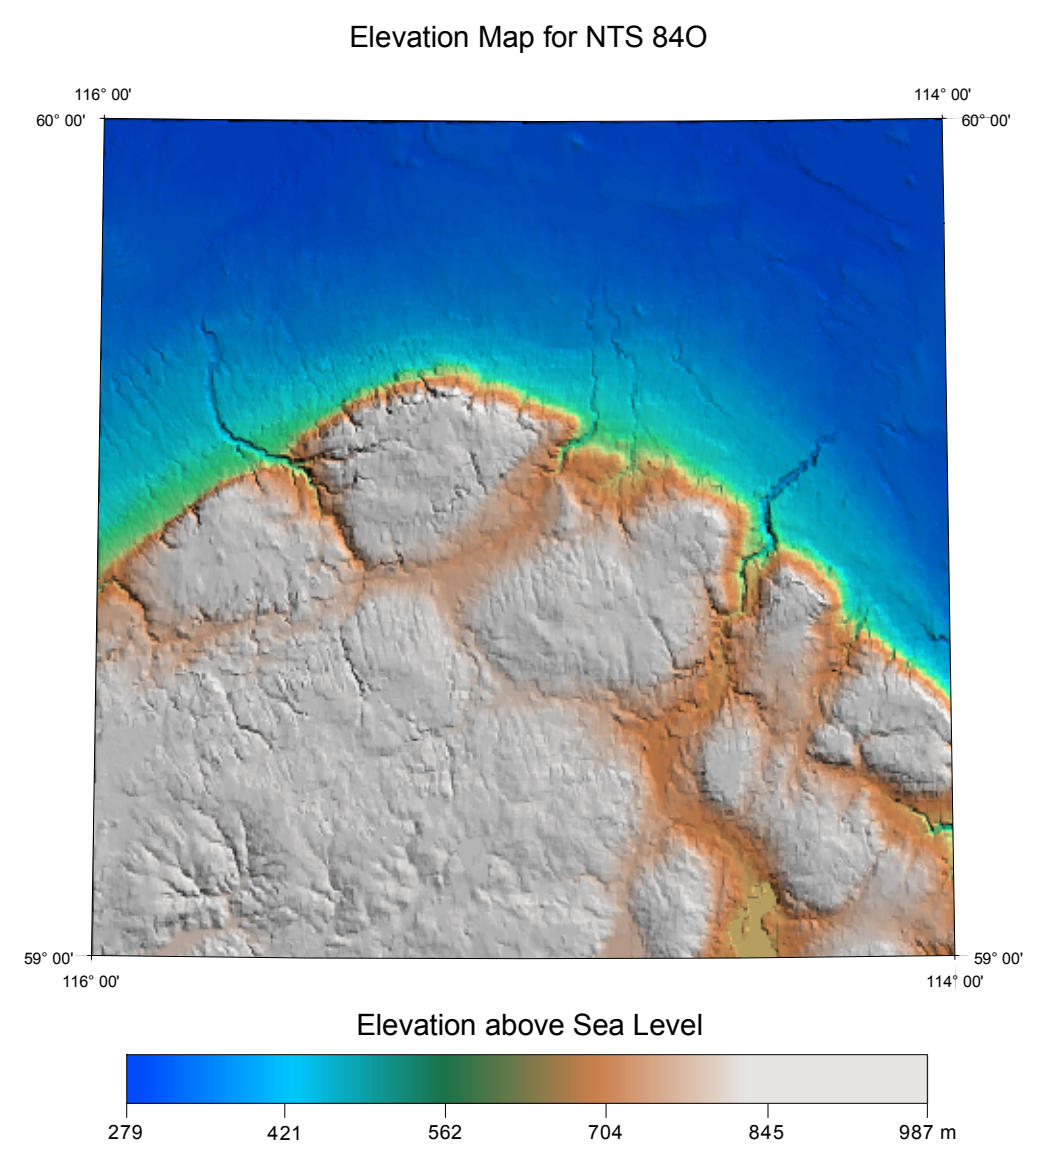 Elevation Map for NTS 84O
116° 00' 114° 00'
60° 00' 60° 00'
59° 00' 59° 00'
116° 00' 114° 00'
Elevation above Sea Level
279 421 562 704 845 987 m